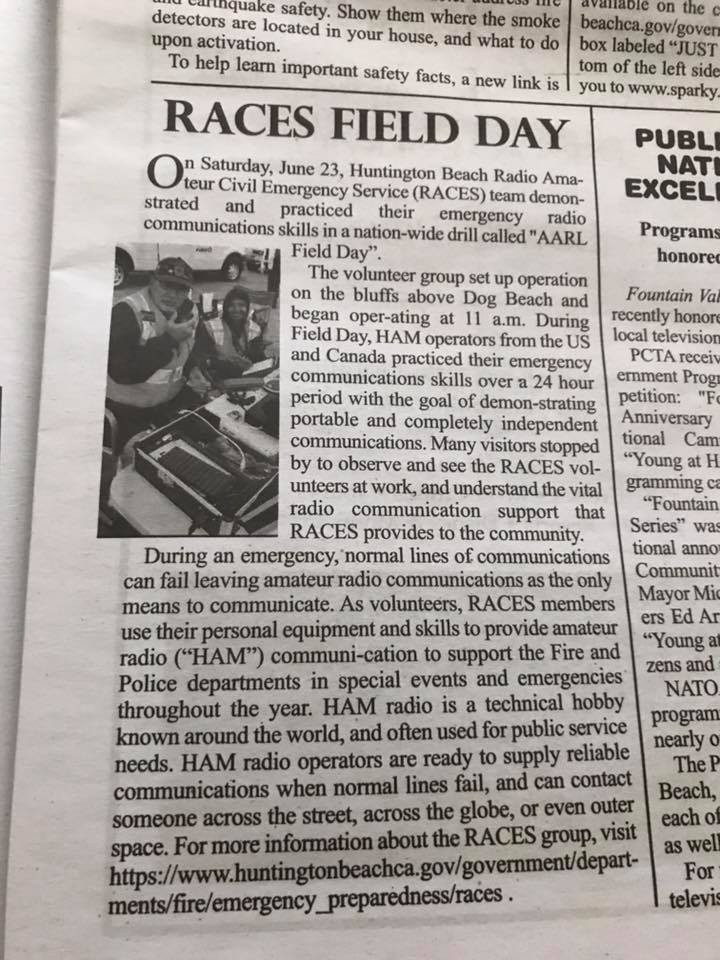 and earthquake safety. Show them where the smoke
detectors are located in your house, and what to do
upon activation.
To help learn important safety facts, a new link is
available on the
beachca.gov/gover
box labeled "JUST
tom of the left side
you to www.sparky.
RACES FIELD DAY
On Saturday, June 23, Huntington Beach Radio Ama-
teur Civil Emergency Service (RACES) team demon-
strated and practiced their emergency radio
communications skills in a nation-wide drill called "AARL
Field Day”.
The volunteer group set up operation
on the bluffs above Dog Beach and
began oper-ating at 11 a.m. During
Field Day, HAM operators from the US
and Canada practiced their emergency
communications skills over a 24 hour
period with the goal of demon-strating
portable and completely independent
communications. Many visitors stopped
by to observe and see the RACES vol-
unteers at work, and understand the vital
radio communication support that
RACES provides to the community.
During an emergency, normal lines of communications
can fail leaving amateur radio communications as the only
means to communicate. As volunteers, RACES members
use their personal equipment and skills to provide amateur
radio (“HAM”) communi-cation to support the Fire and
Police departments in special events and emergencies
throughout the year. HAM radio is a technical hobby
known around the world, and often used for public service
needs. HAM radio operators are ready to supply reliable
communications when normal lines fail, and can contact
someone across the street, across the globe, or even outer
space. For more information about the RACES group, visit
https://www.huntingtonbeachca.gov/government/depart-
ments/fire/emergency_preparedness/races .
PUBLI
NATI
EXCEL
Programs
honored
Fountain Val
recently honore
local television
PCTA receiv
ernment Progr
petition: "Fo
Anniversary
tional Cam
“Young at H
gramming ca
“Fountain
Series” was
tional anno
Communit
Mayor Mic
ers Ed Ar
“Young at
zens and
NATO
program
nearly o
The P
Beach,
each of
as well
For
televis